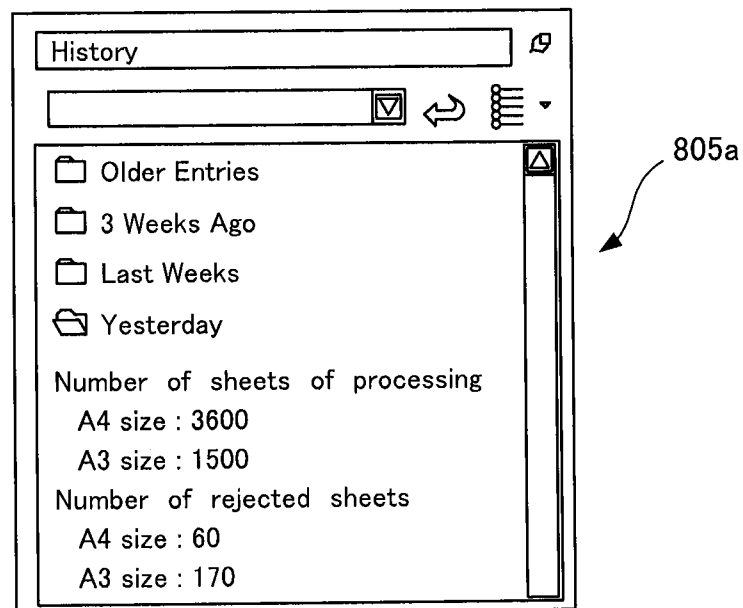 History
Older Entries
805a
3 Weeks Ago
Last Weeks
Yesterday
Number of sheets of processing
A4 size : 3600
A3 size : 1500
Number of rejected sheets
A4 size : 60
A3 size : 170